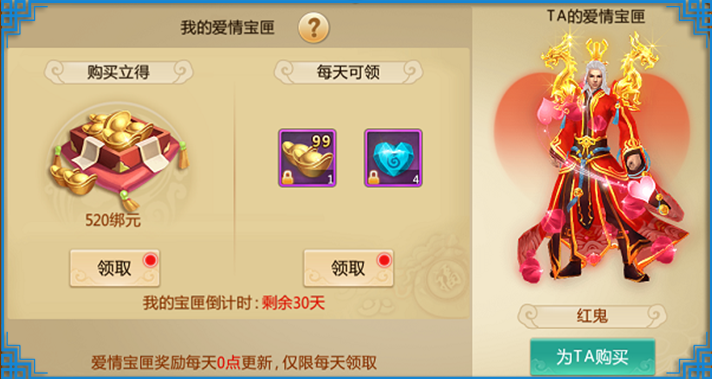 我的爱情宝匣
?
TA的爱情宝匣
购买立得
每天可领
99
1
4
520绑元
领取
领取
我的宝匣倒计时:剩余30天
红鬼
爱情宝匣奖励每天0点更新,仅限每天领取
为TA购买
福